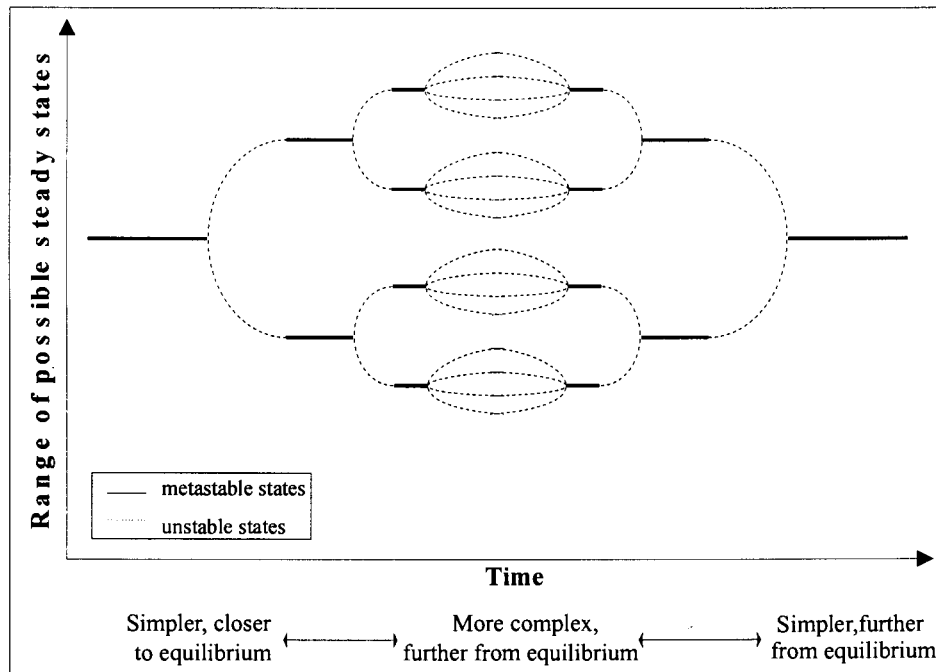 Range of possible steady states
metastable states
unstable states
Time
Simpler, closer
to equilibrium
More complex,
further from equilibrium
Simpler,further
from equilibrium